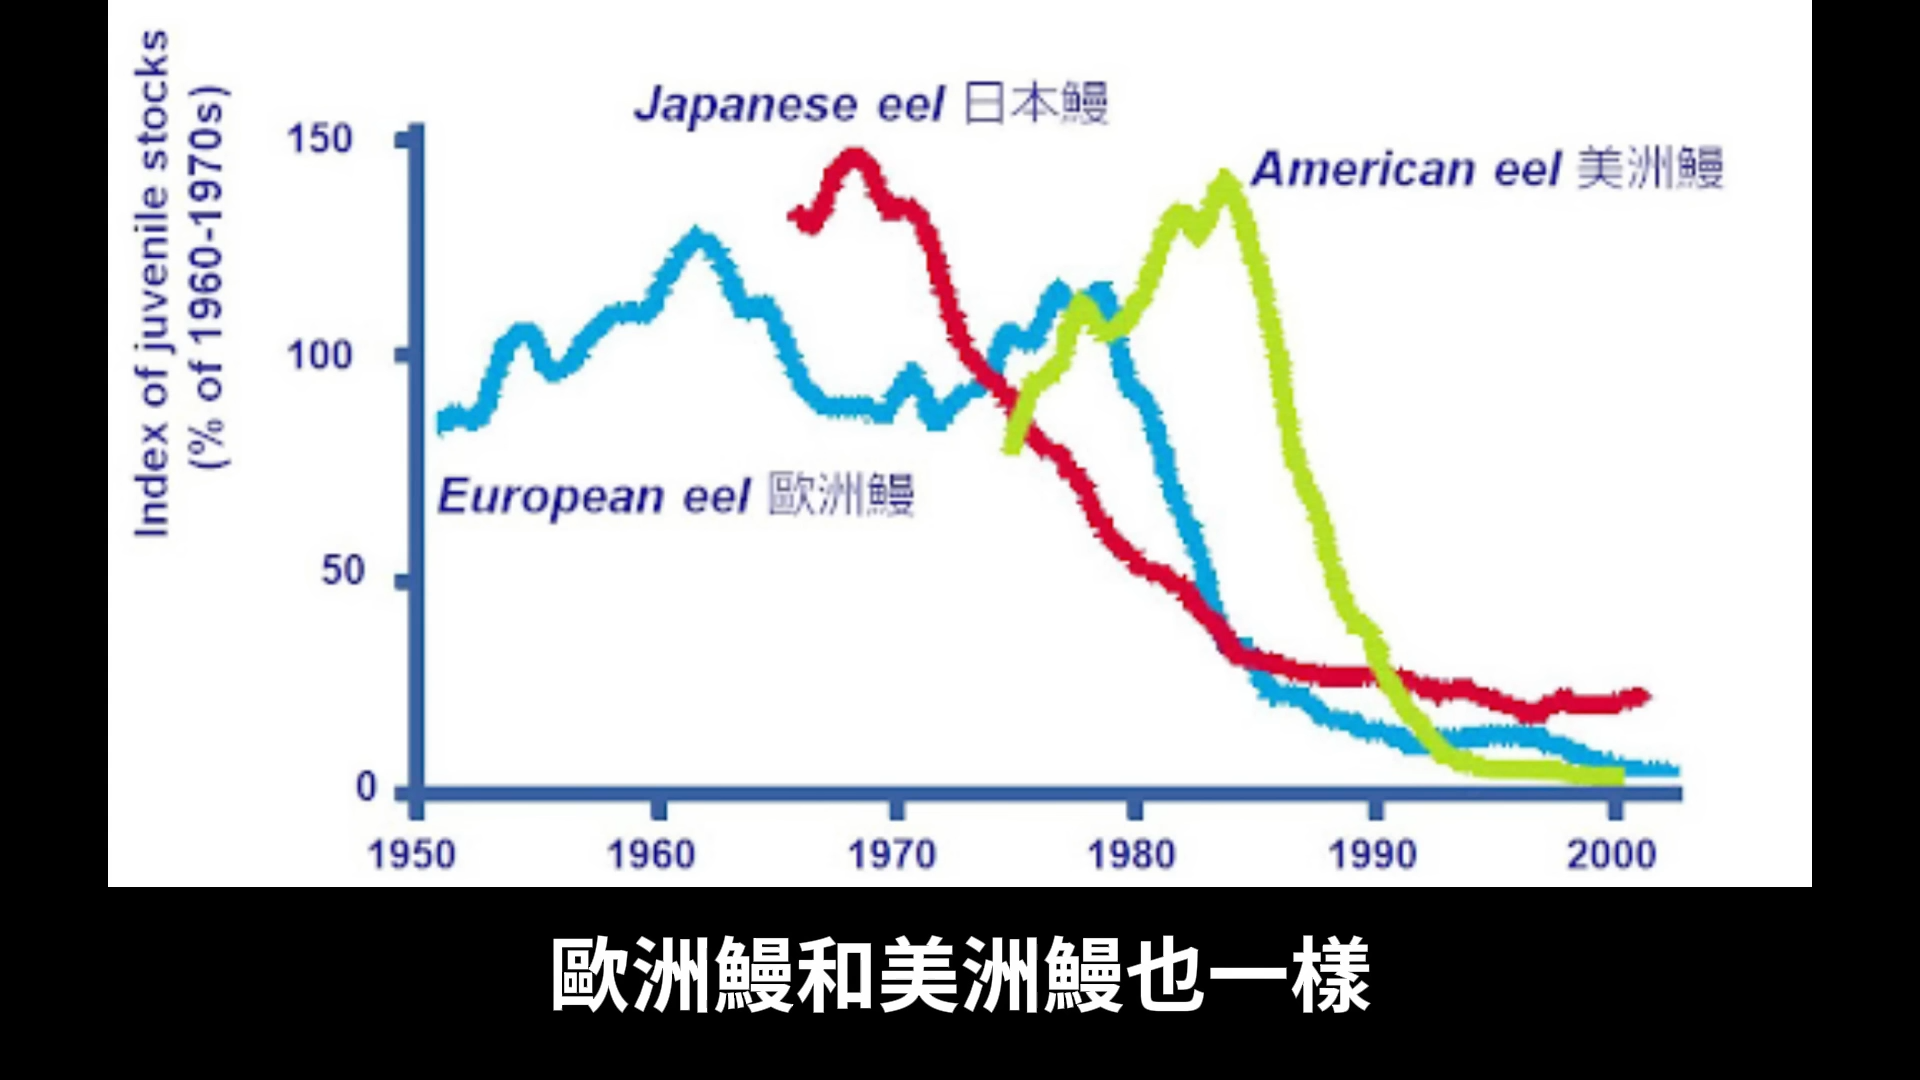 Index of juvenile stocks
(% of 1960-1970s)
Japanese eel 日本鰻
American eel 美洲鰻
European eel 歐洲鰻
150
100
50
0
1950 1960 1970 1980 1990 2000
歐洲鰻和美洲鰻也一樣